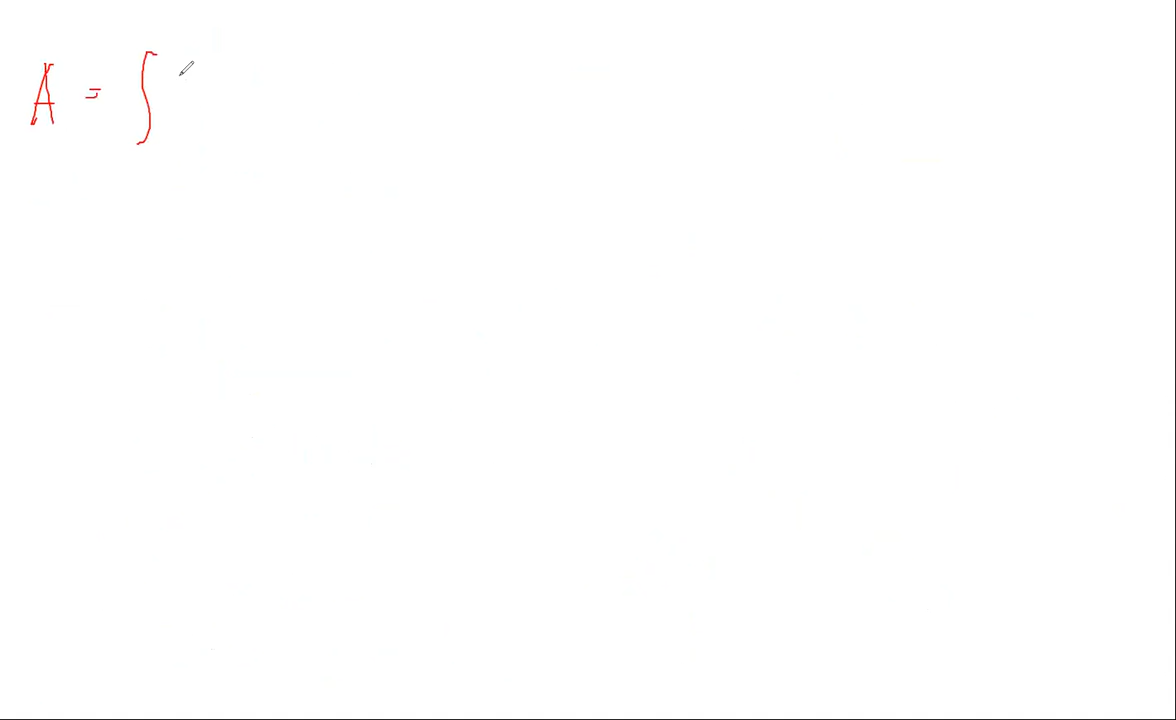 A = ∫